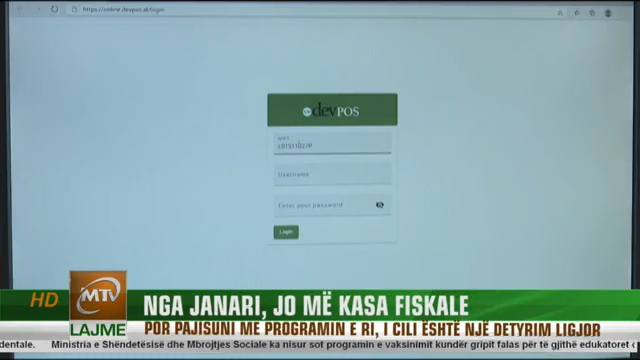 https://online.devpos.al/login
devPOS
NIPT
Username
Enter your password
Login
HD
MTV
LAJME
NGA JANARI, JO MË KASA FISKALE
POR PAJISUNI ME PROGRAMIN E RI, I CILI ËSHTË NJË DETYRIM LIGJOR
dentale. Ministria e Shëndetësisë dhe Mbrojtjes Sociale ka nisur sot programin e vaksinimit kundër gripit falas për të gjithë edukatoret